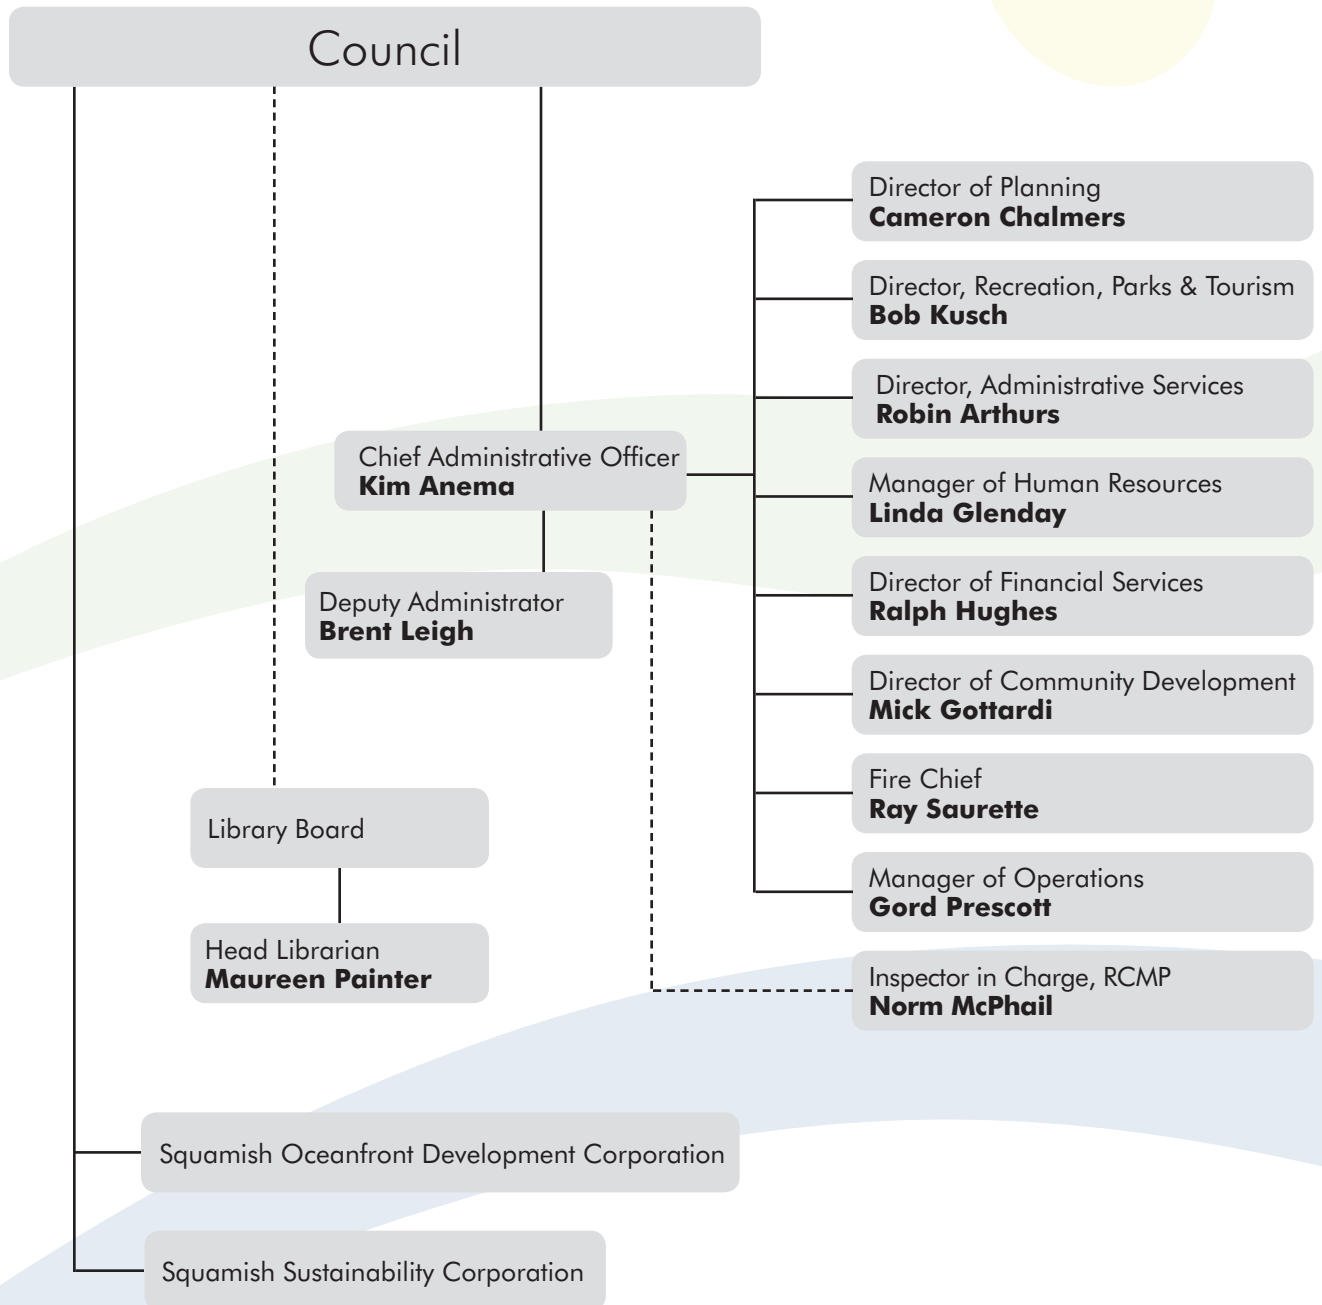 Council
Director of Planning
Cameron Chalmers
Director, Recreation, Parks & Tourism
Bob Kusch
Director, Administrative Services
Robin Arthurs
Chief Administrative Officer
Kim Anema
Manager of Human Resources
Linda Glenday
Director of Financial Services
Ralph Hughes
Deputy Administrator
Brent Leigh
Director of Community Development
Mick Gottardi
Fire Chief
Ray Saurette
Library Board
Manager of Operations
Gord Prescott
Head Librarian
Maureen Painter
Inspector in Charge, RCMP
Norm McPhail
Squamish Oceanfront Development Corporation
Squamish Sustainability Corporation